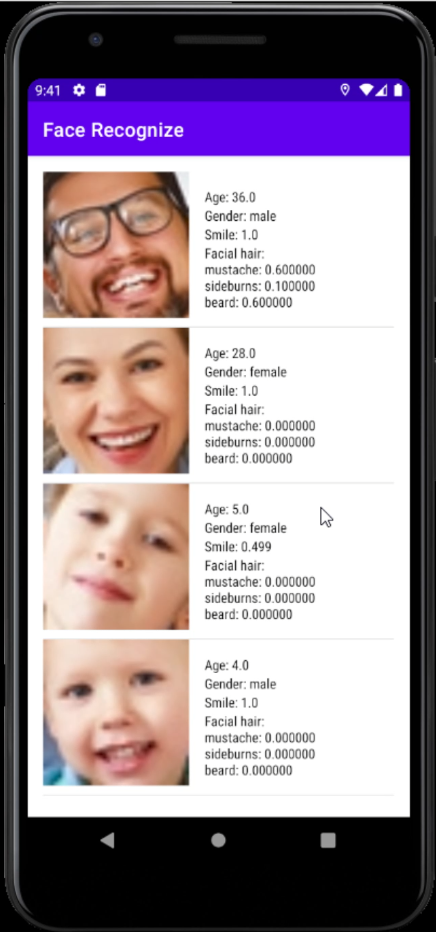 9:41
Face Recognize
Age: 36.0
Gender: male
Smile: 1.0
Facial hair:
mustache: 0.600000
sideburns: 0.100000
beard: 0.600000
Age: 28.0
Gender: female
Smile: 1.0
Facial hair:
mustache: 0.000000
sideburns: 0.000000
beard: 0.000000
Age: 5.0
Gender: female
Smile: 0.499
Facial hair:
mustache: 0.000000
sideburns: 0.000000
beard: 0.000000
Age: 4.0
Gender: male
Smile: 1.0
Facial hair:
mustache: 0.000000
sideburns: 0.000000
beard: 0.000000